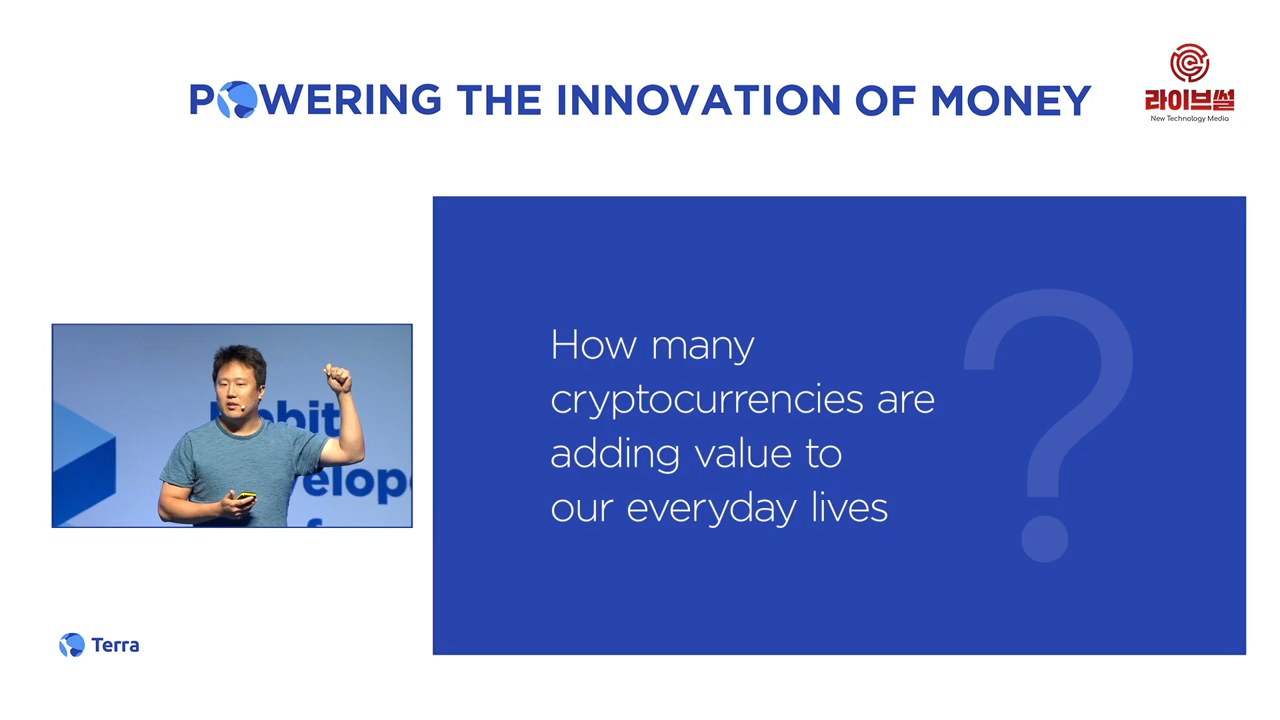 POWERING THE INNOVATION OF MONEY
라이브썰
New Technology Media
How many
cryptocurrencies are
adding value to
our everyday lives
?
Terra